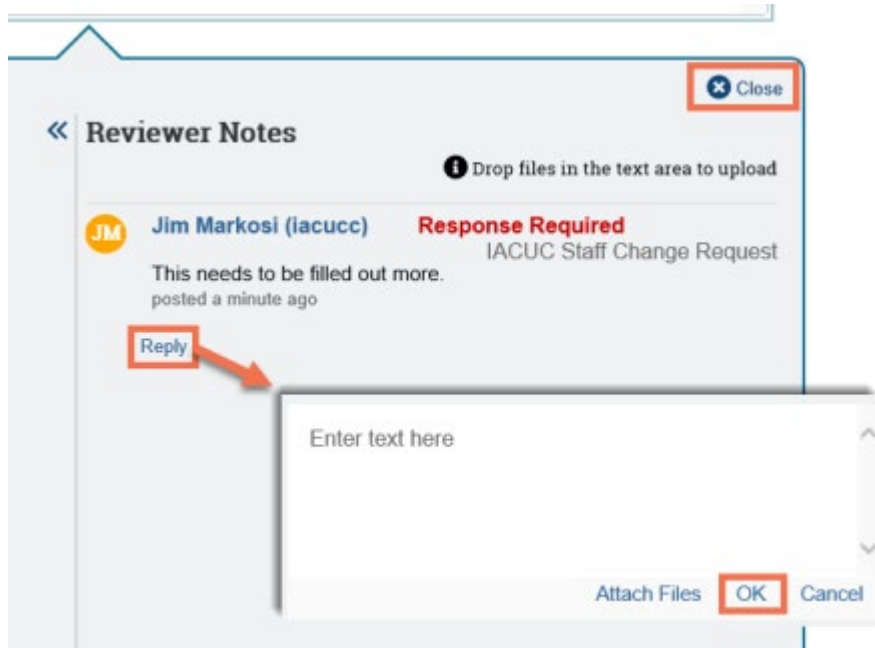 Close
« Reviewer Notes
Drop files in the text area to upload
JM
Jim Markosi (iacucc) Response Required
IACUC Staff Change Request
This needs to be filled out more.
posted a minute ago
Reply
Enter text here
Attach Files OK Cancel